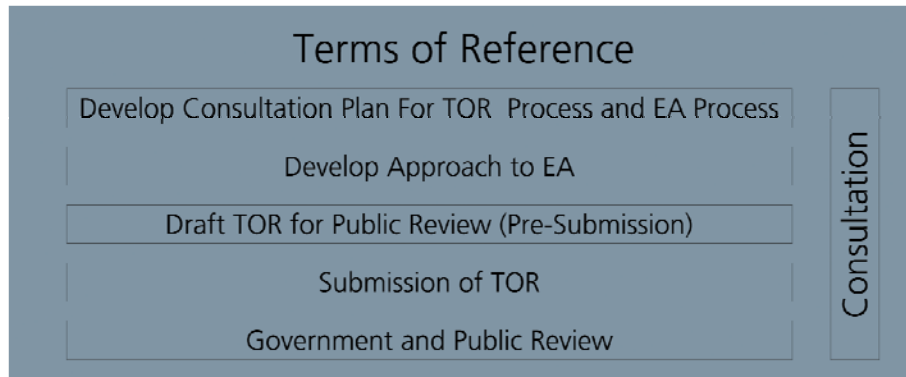 Terms of Reference
Develop Consultation Plan For TOR Process and EA Process
Develop Approach to EA
Draft TOR for Public Review (Pre-Submission)
Submission of TOR
Government and Public Review
Consultation